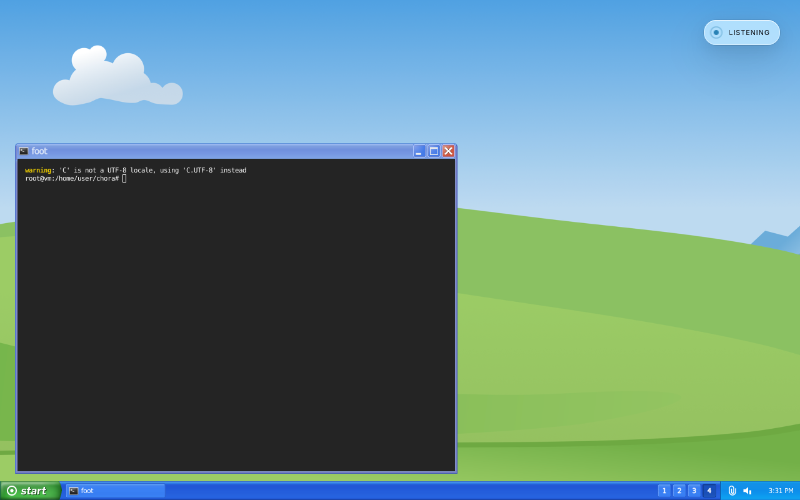 LISTENING
foot
warning: 'C' is not a UTF-8 locale, using 'C.UTF-8' instead
root@vm:/home/user/chora#
start
foot
1 2 3 4
3:31 PM